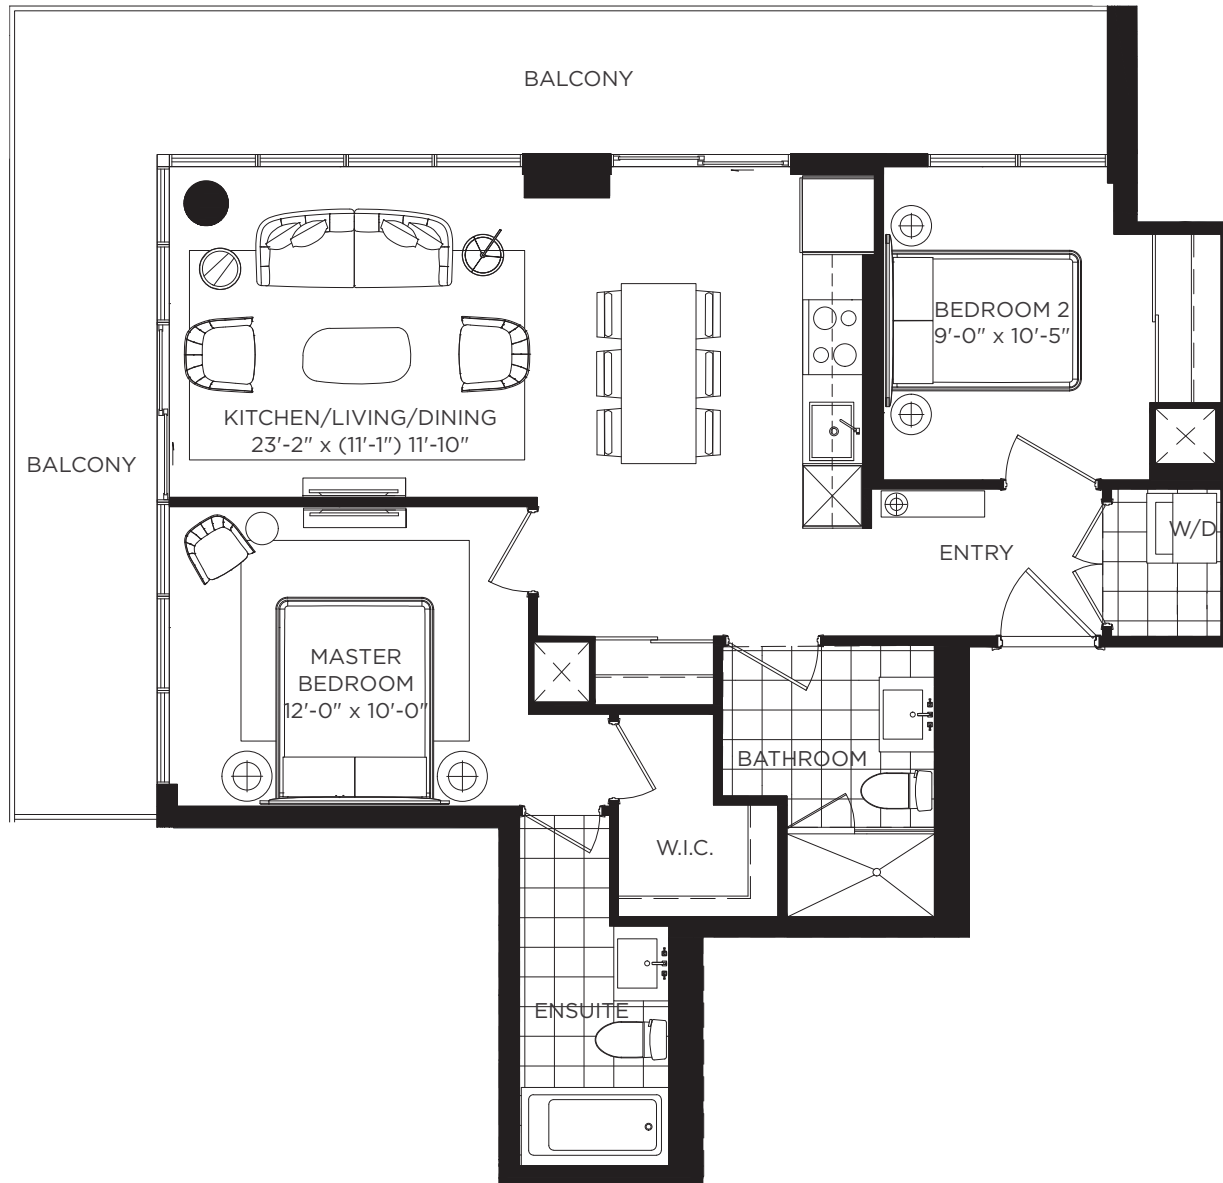 BALCONY
BEDROOM 2
9'-0" x 10'-5"
KITCHEN/LIVING/DINING
23'-2" x (11'-1") 11'-10"
BALCONY
W/D
ENTRY
MASTER
BEDROOM
12'-0" x 10'-0"
BATHROOM
W.I.C.
ENSUITE